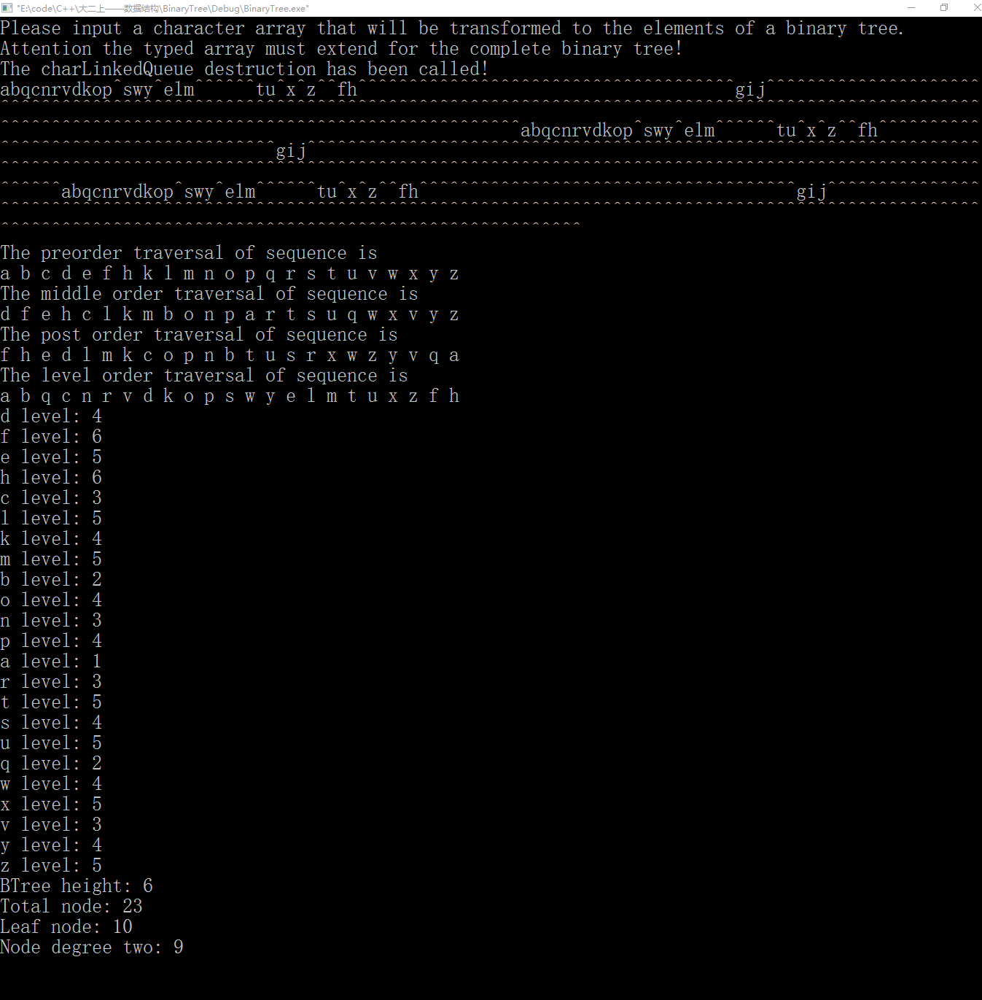 "E:\code\C++\大二上——数据结构\BinaryTree\Debug\BinaryTree.exe"
Please input a character array that will be transformed to the elements of a binary tree.
Attention the typed array must extend for the complete binary tree!
The charLinkedQueue destruction has been called!
abqcnrvdkop^swy^elm^^^^^^tu^x^z^^fh^^^^^^^^^^^^^^^^^^^^^^^^^^^^^^^^^^^^^gij^^^^^^^^^^^^^^^^^^^^^
^^^^^^^^^^^^^^^^^^^^^^^^^^^^^^^^^^^^^^^^^^^^^^^^^^^^^^^^^^^^^^^^^^^^^^^^^^^^^^^^^^^^^^^^^^^^^^^^
^^^^^^^^^^^^^^^^^^^^^^^^^^^^^^^^^^^^^^^^^^^^^^^^^^^abqcnrvdkop^swy^elm^^^^^^tu^x^z^^fh^^^^^^^^^^
^^^^^^^^^^^^^^^^^^^^^^^^^^^gij^^^^^^^^^^^^^^^^^^^^^^^^^^^^^^^^^^^^^^^^^^^^^^^^^^^^^^^^^^^^^^^^^^
^^^^^^^^^^^^^^^^^^^^^^^^^^^^^^^^^^^^^^^^^^^^^^^^^^^^^^^^^^^^^^^^^^^^^^^^^^^^^^^^^^^^^^^^^^^^^^^^
^^^^^^abqcnrvdkop^swy^elm^^^^^^tu^x^z^^fh^^^^^^^^^^^^^^^^^^^^^^^^^^^^^^^^^^^^^gij^^^^^^^^^^^^^^^
^^^^^^^^^^^^^^^^^^^^^^^^^^^^^^^^^^^^^^^^^^^^^^^^^^^^^^^^^^^^^^^^^^^^^^^^^^^^^^^^^^^^^^^^^^^^^^^^
^^^^^^^^^^^^^^^^^^^^^^^^^^^^^^^^^^^^^^^^^^^^^^^^^^^^^^^^^
The preorder traversal of sequence is
a b c d e f h k l m n o p q r s t u v w x y z
The middle order traversal of sequence is
d f e h c l k m b o n p a r t s u q w x v y z
The post order traversal of sequence is
f h e d l m k c o p n b t u s r x w z y v q a
The level order traversal of sequence is
a b q c n r v d k o p s w y e l m t u x z f h
d level: 4
f level: 6
e level: 5
h level: 6
c level: 3
l level: 5
k level: 4
m level: 5
b level: 2
o level: 4
n level: 3
p level: 4
a level: 1
r level: 3
t level: 5
s level: 4
u level: 5
q level: 2
w level: 4
x level: 5
v level: 3
y level: 4
z level: 5
BTree height: 6
Total node: 23
Leaf node: 10
Node degree two: 9